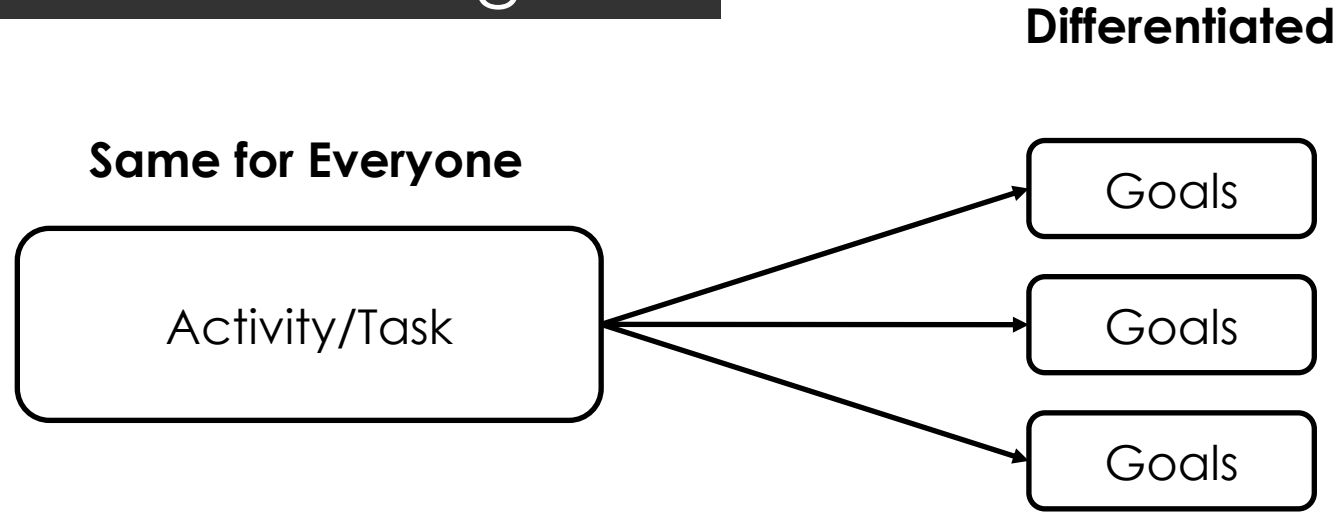 Differentiated
Same for Everyone
Goals
Activity/Task
Goals
Goals